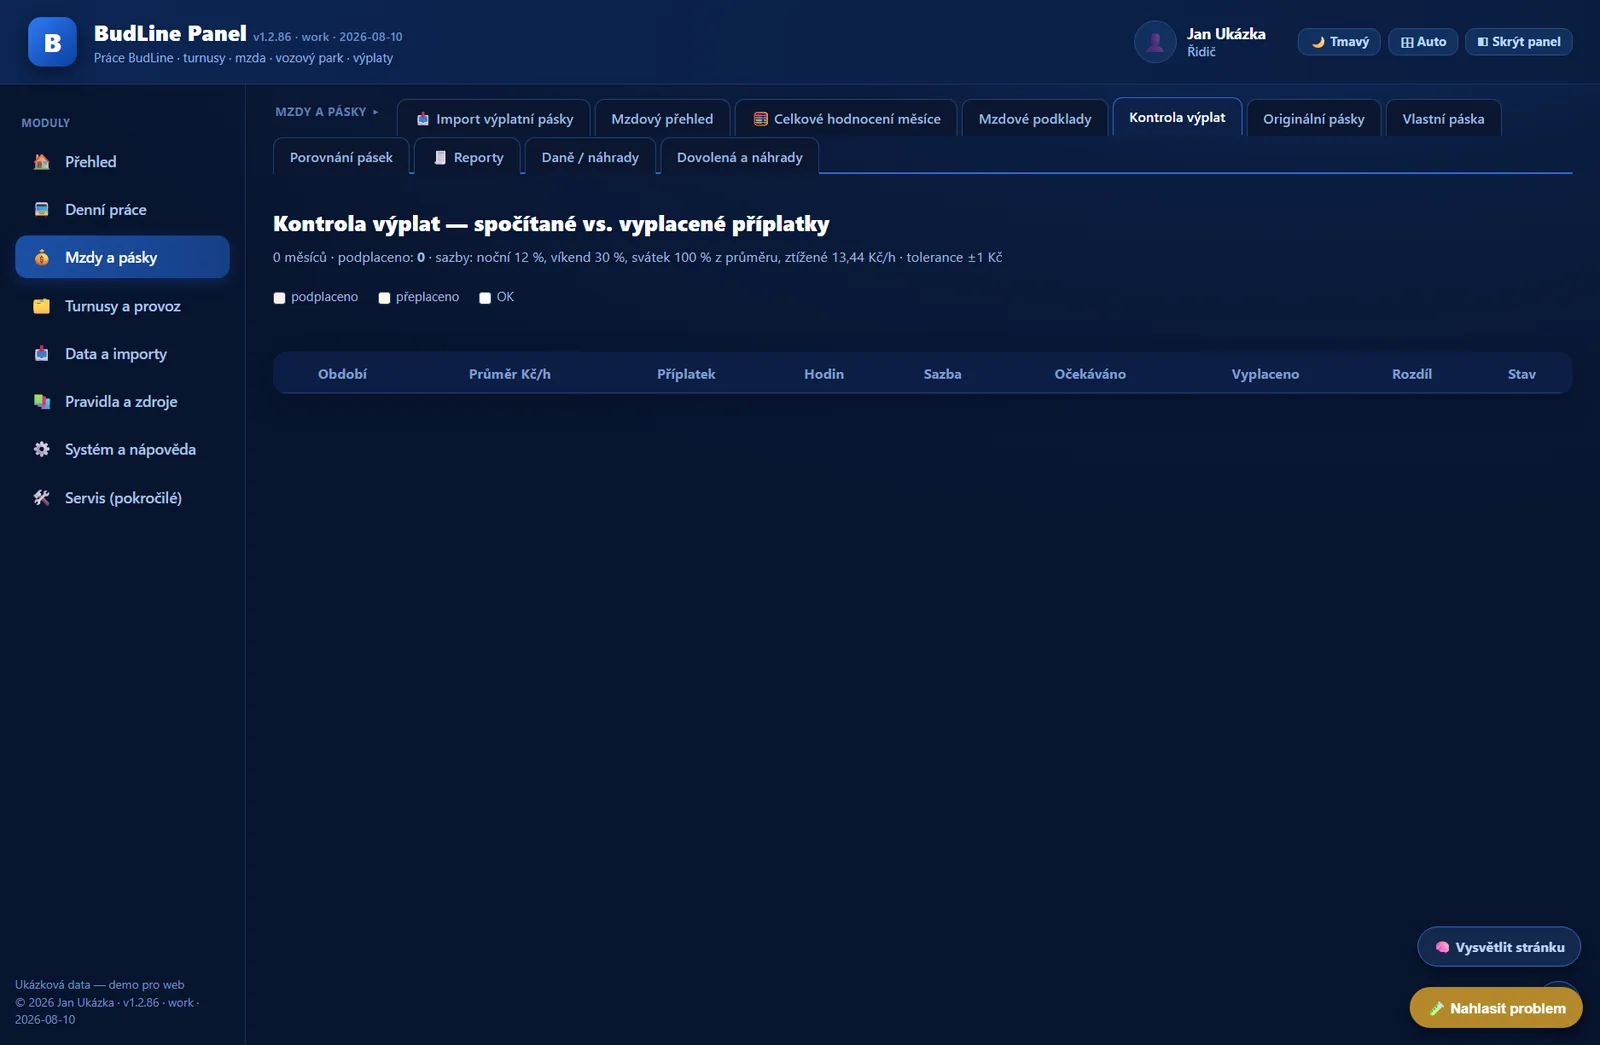 B
BudLine Panel v1.2.86 · work · 2026-08-10
Práce BudLine · turnusy · mzda · vozový park · výplaty
Jan Ukázka
Řidič
Tmavý
Auto
Skrýt panel
MODULY
Přehled
Denní práce
Mzdy a pásky
Turnusy a provoz
Data a importy
Pravidla a zdroje
Systém a nápověda
Servis (pokročilé)
MZDY A PÁSKY ▸
Import výplatní pásky
Mzdový přehled
Celkové hodnocení měsíce
Mzdové podklady
Kontrola výplat
Originální pásky
Vlastní páska
Porovnání pásek
Reporty
Daně / náhrady
Dovolená a náhrady
Kontrola výplat — spočítané vs. vyplacené příplatky
0 měsíců · podplaceno: 0 · sazby: noční 12 %, víkend 30 %, svátek 100 % z průměru, ztížené 13,44 Kč/h · tolerance ±1 Kč
podplaceno
přeplaceno
OK
Období Průměr Kč/h Příplatek Hodin Sazba Očekáváno Vyplaceno Rozdíl Stav
Vysvětlit stránku
Nahlasit problem
Ukázková data — demo pro web
© 2026 Jan Ukázka · v1.2.86 · work ·
2026-08-10